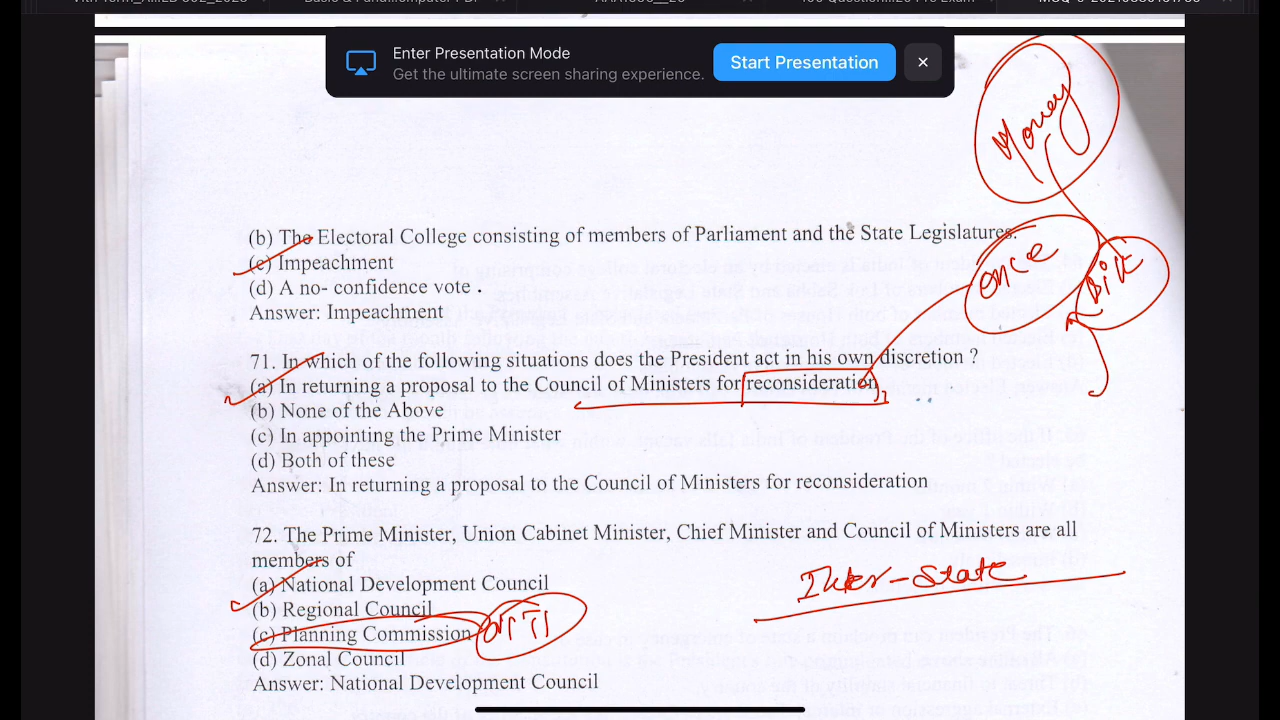 Enter Presentation Mode
Get the ultimate screen sharing experience.
Start Presentation
Money
Bill
once
(b) The Electoral College consisting of members of Parliament and the State Legislatures.
(c) Impeachment
(d) A no- confidence vote .
Answer: Impeachment
71. In which of the following situations does the President act in his own discretion ?
(a) In returning a proposal to the Council of Ministers for reconsideration
(b) None of the Above
(c) In appointing the Prime Minister
(d) Both of these
Answer: In returning a proposal to the Council of Ministers for reconsideration
72. The Prime Minister, Union Cabinet Minister, Chief Minister and Council of Ministers are all
members of
(a) National Development Council
(b) Regional Council
(c) Planning Commission
(d) Zonal Council
Answer: National Development Council
Inter-State